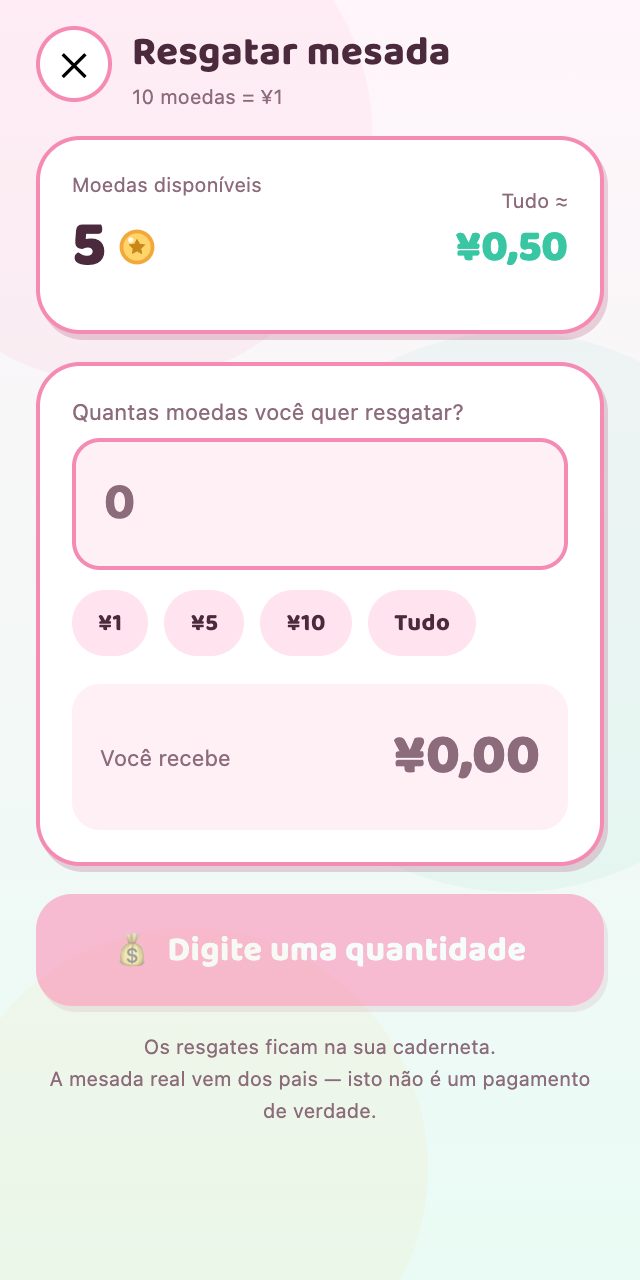 Resgatar mesada
10 moedas = ¥1
Moedas disponíveis
5
Tudo ≈
¥0,50
Quantas moedas você quer resgatar?
0
¥1 ¥5 ¥10 Tudo
Você recebe ¥0,00
Digite uma quantidade
Os resgates ficam na sua caderneta.
A mesada real vem dos pais — isto não é um pagamento
de verdade.